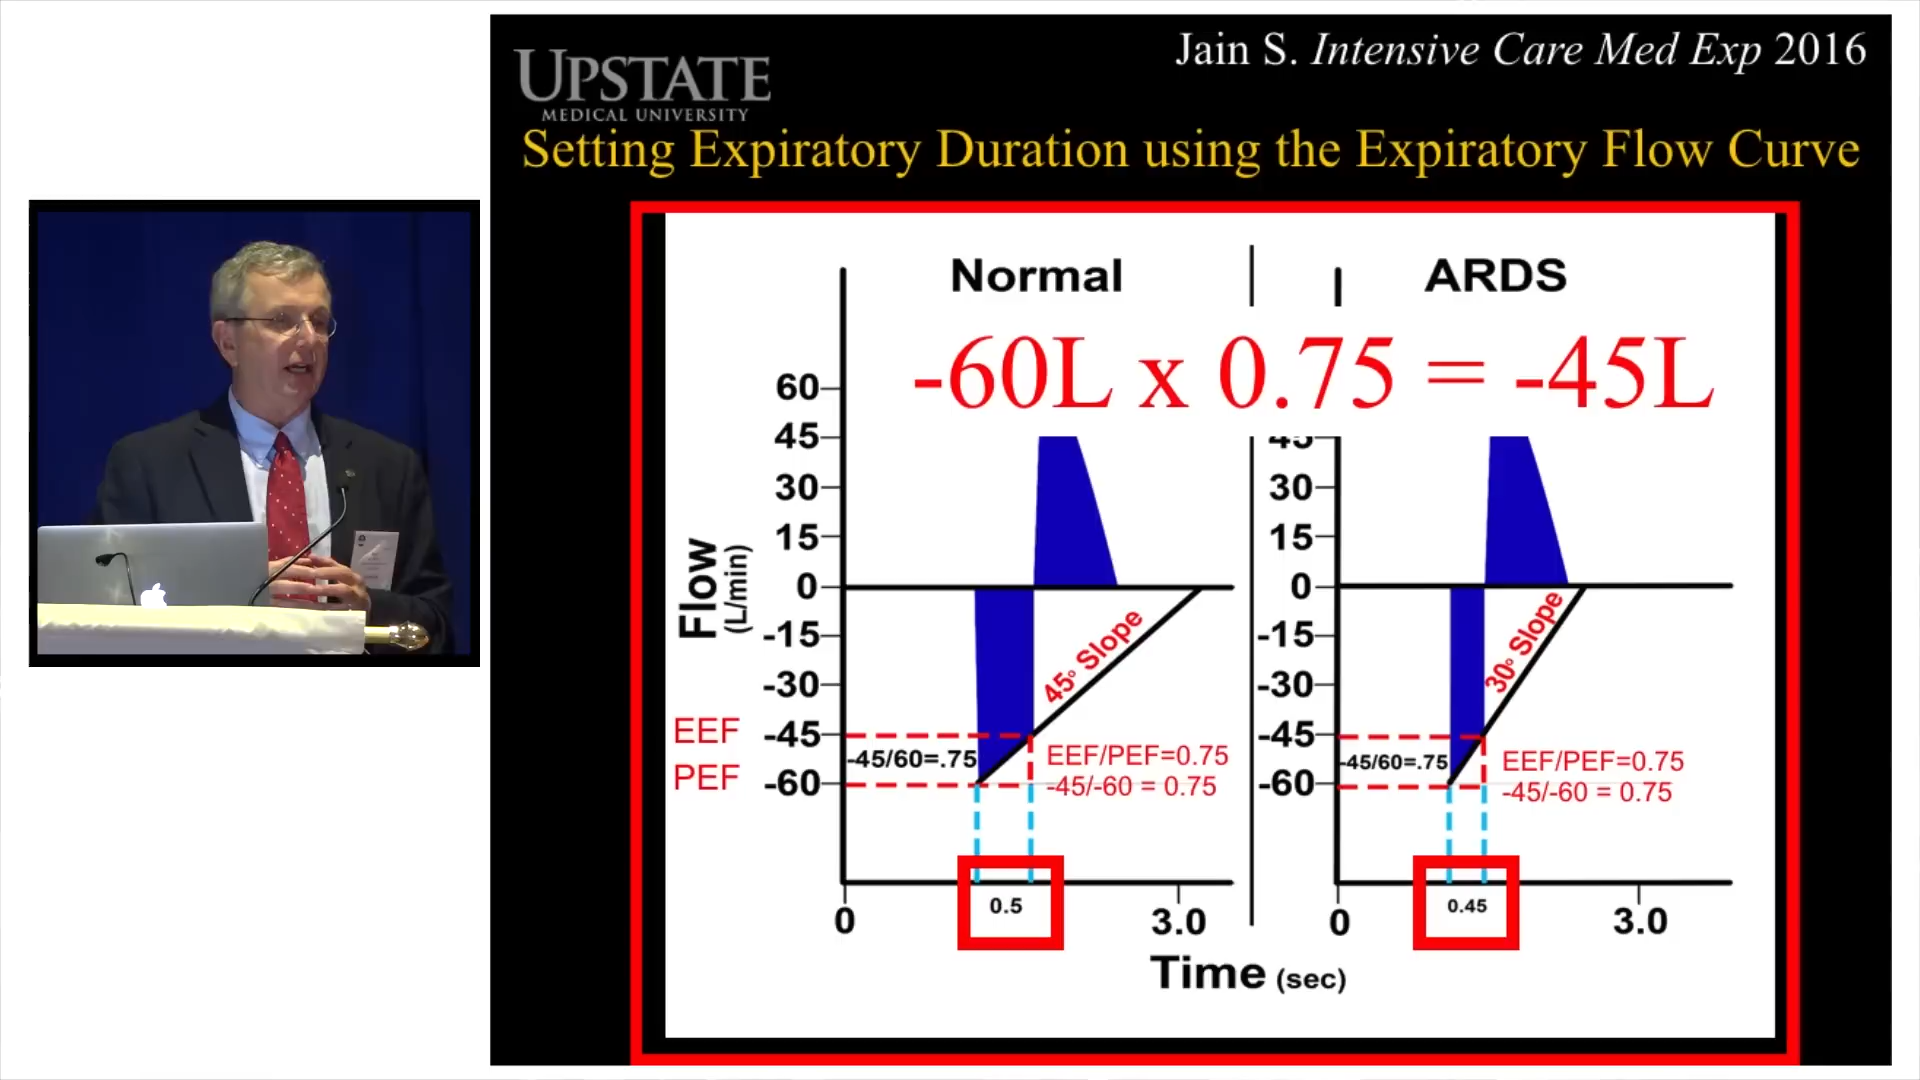 Jain S. Intensive Care Med Exp 2016
UPSTATE
MEDICAL UNIVERSITY
Setting Expiratory Duration using the Expiratory Flow Curve
Normal
ARDS
-60L x 0.75 = -45L
60
45
30
15
0
-15
-30
-45
-60
45
30
15
0
-15
-30
-45
-60
Flow
(L/min)
45° Slope
30° Slope
EEF
PEF
-45/60=.75
EEF/PEF=0.75
-45/-60 = 0.75
-45/60=.75
EEF/PEF=0.75
-45/-60 = 0.75
0
0.5
3.0
0
0.45
3.0
Time (sec)